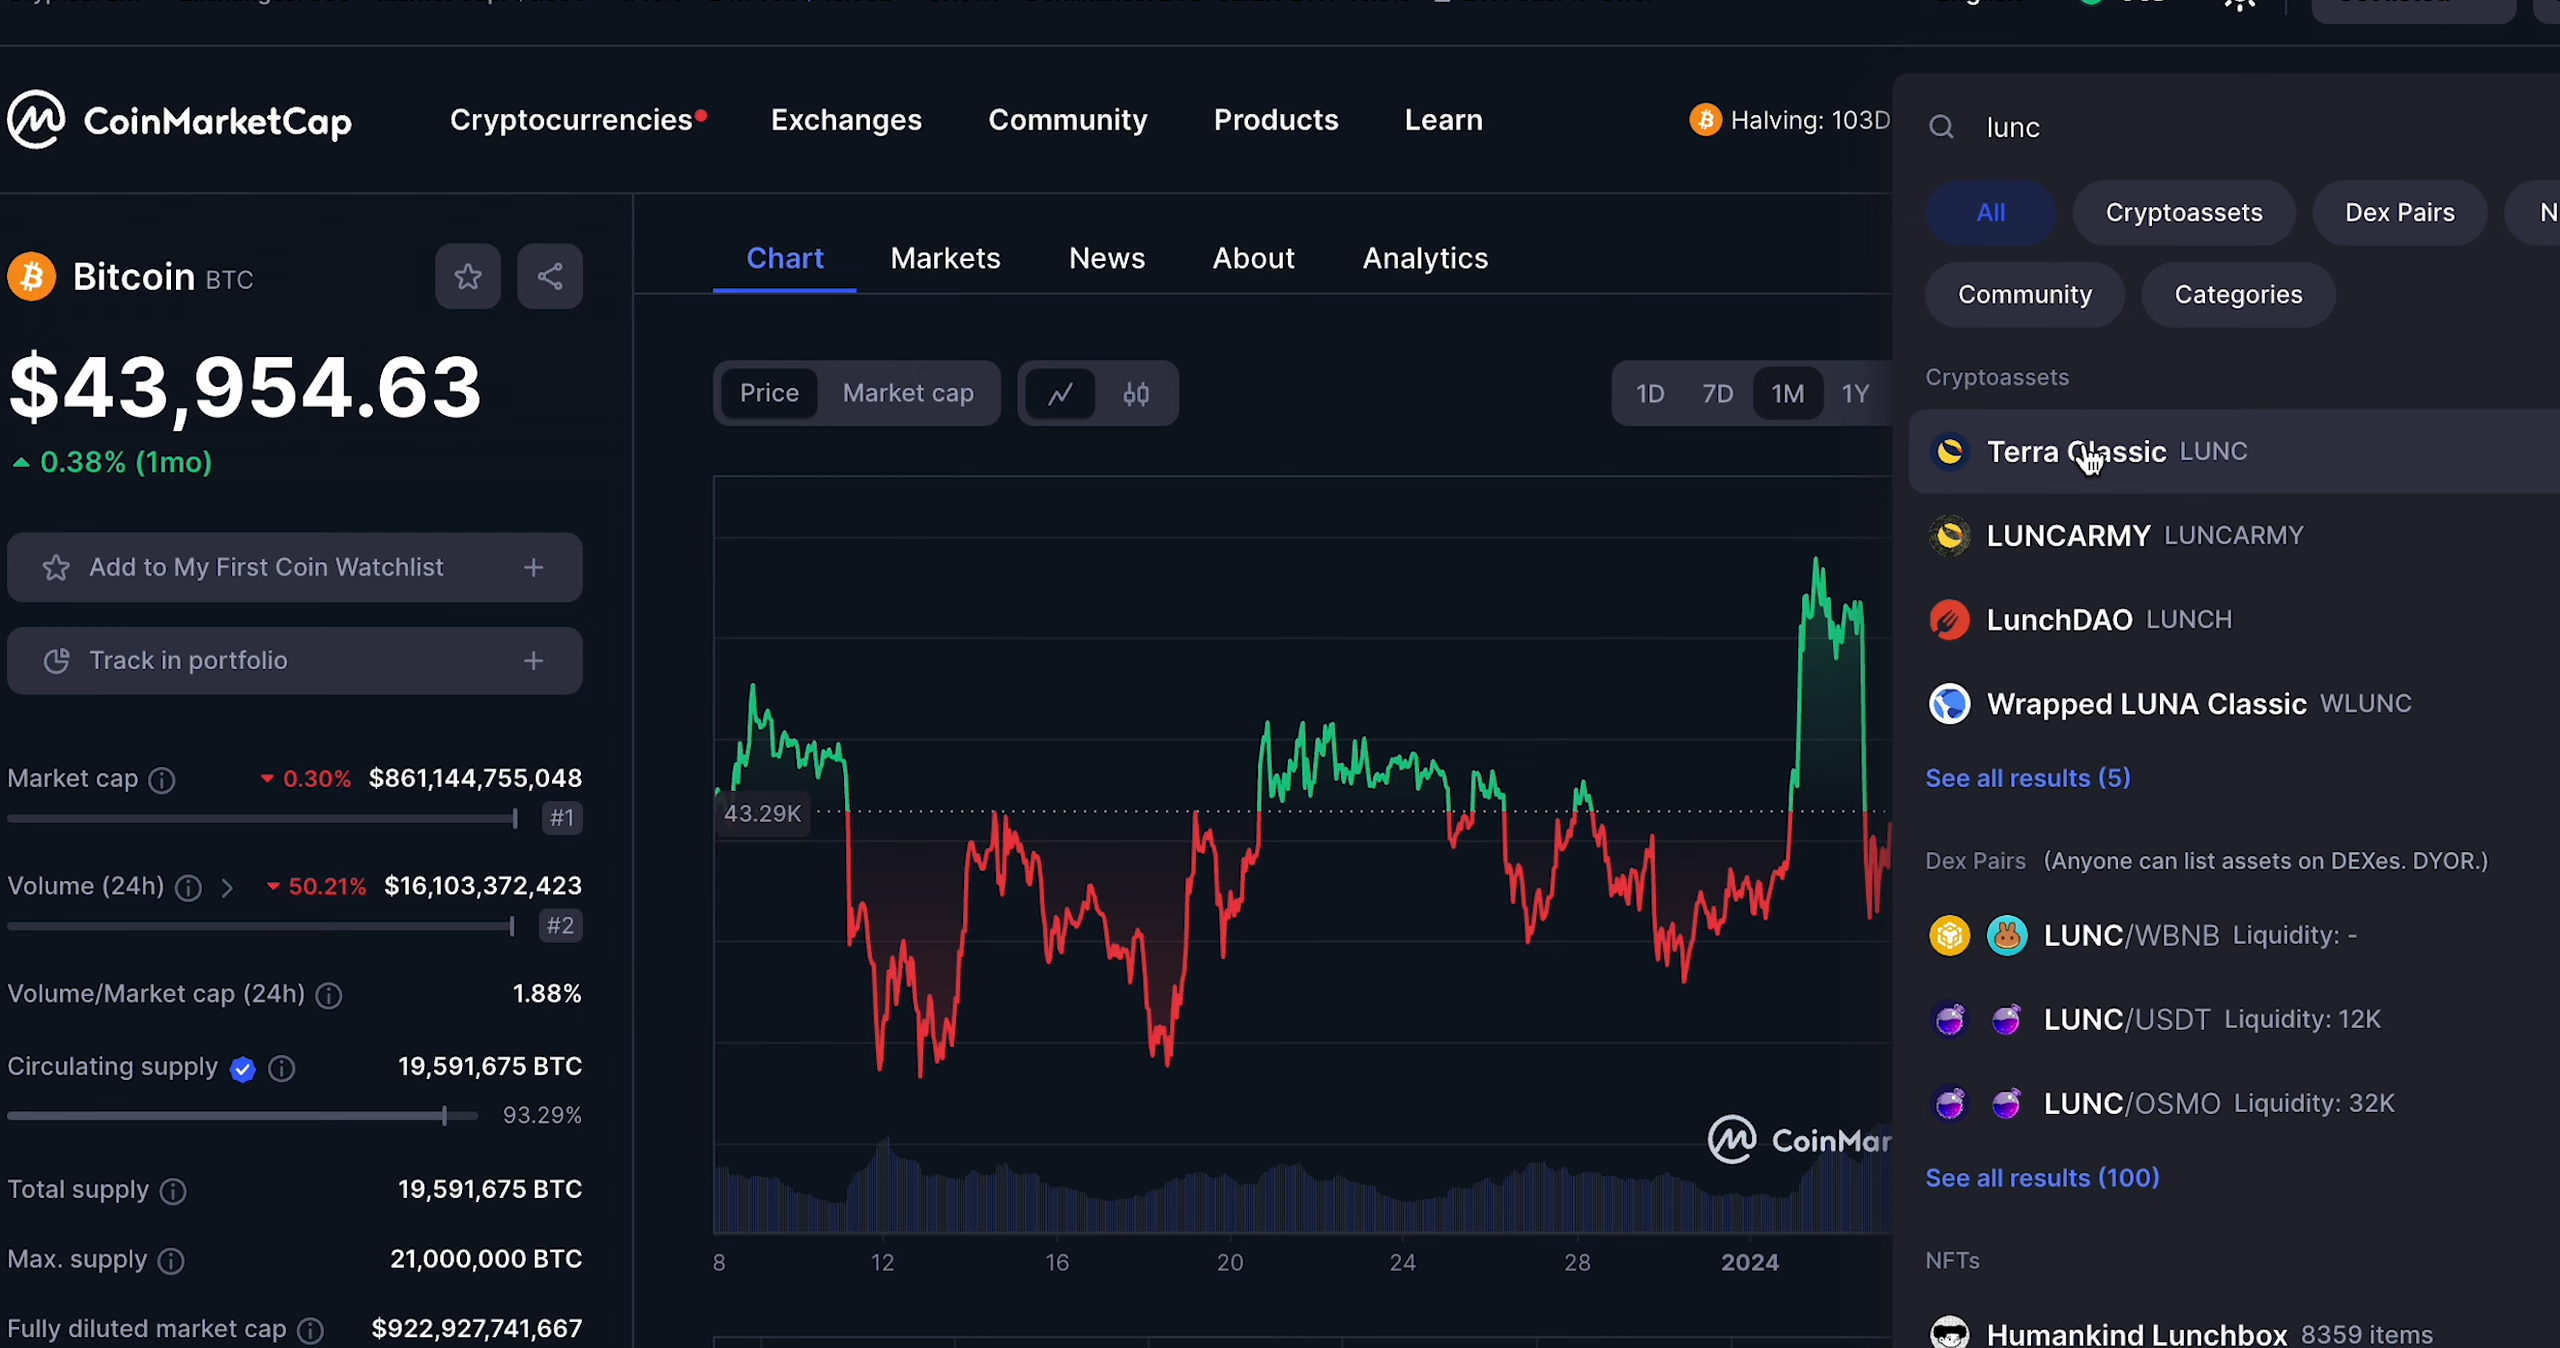 CoinMarketCap
Cryptocurrencies
Exchanges
Community
Products
Learn
Halving: 103D
Bitcoin BTC
$43,954.63
0.38% (1mo)
Add to My First Coin Watchlist +
Track in portfolio +
Market cap 0.30% $861,144,755,048
#1
Volume (24h) > 50.21% $16,103,372,423
#2
Volume/Market cap (24h) 1.88%
Circulating supply 19,591,675 BTC
93.29%
Total supply 19,591,675 BTC
Max. supply 21,000,000 BTC
Fully diluted market cap $922,927,741,667
Chart
Markets
News
About
Analytics
Price
Market cap
1D 7D 1M 1Y
43.29K
CoinMar
8 12 16 20 24 28 2024
lunc
All
Cryptoassets
Dex Pairs
N
Community
Categories
Cryptoassets
Terra Classic LUNC
LUNCARMY LUNCARMY
LunchDAO LUNCH
Wrapped LUNA Classic WLUNC
See all results (5)
Dex Pairs (Anyone can list assets on DEXes. DYOR.)
LUNC/WBNB Liquidity: -
LUNC/USDT Liquidity: 12K
LUNC/OSMO Liquidity: 32K
See all results (100)
NFTs
Humankind Lunchbox 8359 items